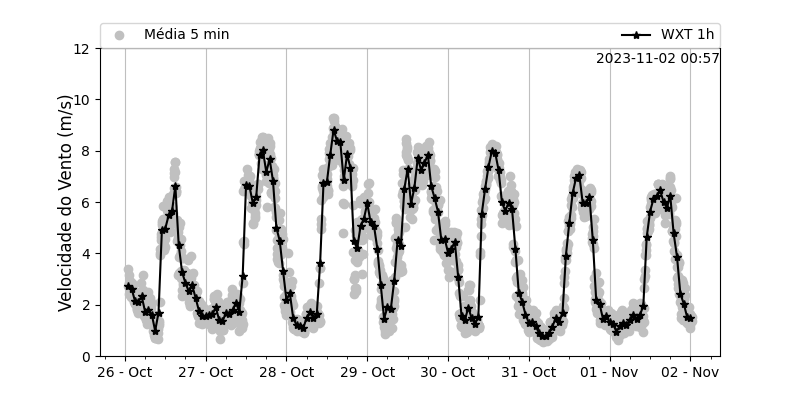 Média 5 min
WXT 1h
2023-11-02 00:57
Velocidade do Vento (m/s)
12
10
8
6
4
2
0
26 - Oct 27 - Oct 28 - Oct 29 - Oct 30 - Oct 31 - Oct 01 - Nov 02 - Nov